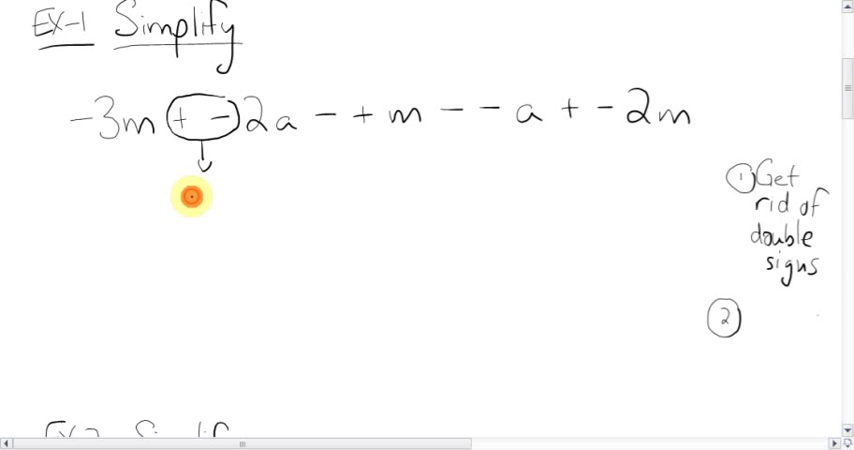 EX-1 Simplify
-3m + - 2a - + m - - a + - 2m
① Get
rid of
double
signs
②